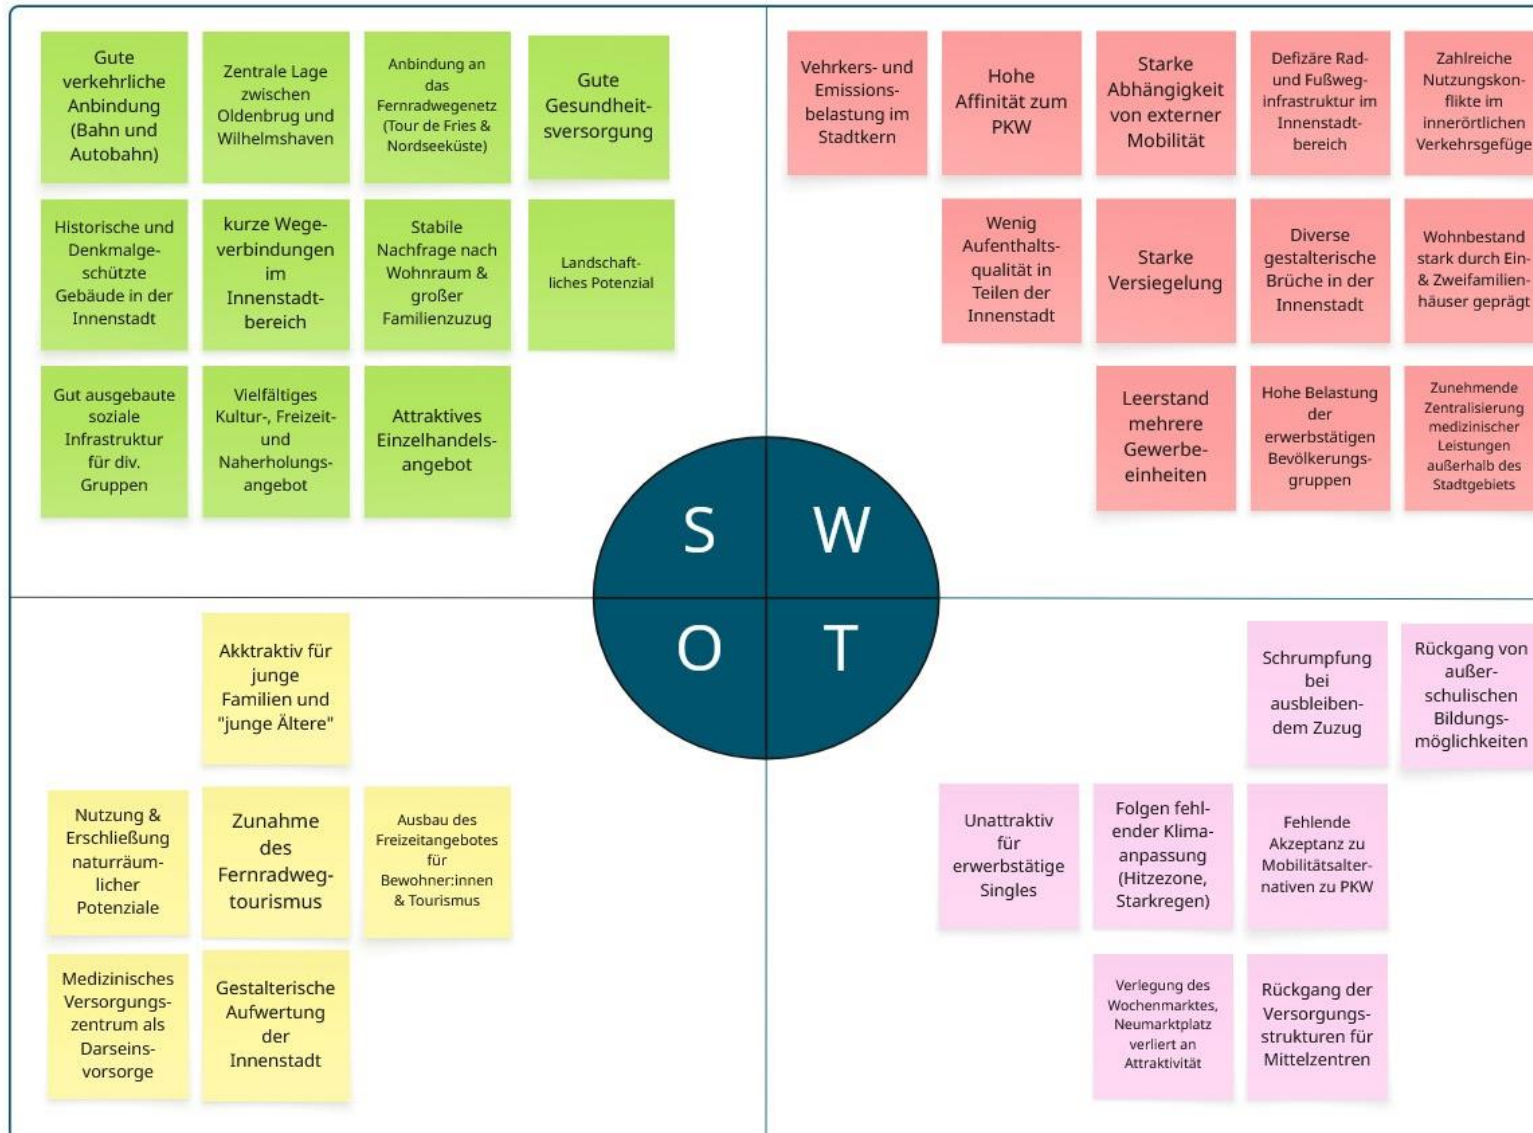 Gute
verkehrliche
Anbindung
(Bahn und
Autobahn)
Zentrale Lage
zwischen
Oldenbrug und
Wilhelmshaven
Anbindung an
das
Fernradwegenetz
(Tour de Fries &
Nordseeküste)
Gute
Gesundheit-
sversorgung
Historische und
Denkmalge-
schützte
Gebäude in der
Innenstadt
kurze Wege-
verbindungen
im
Innenstadt-
bereich
Stabile
Nachfrage nach
Wohnraum &
großer
Familienzuzug
Landschaft-
liches Potenzial
Gut ausgebaute
soziale
Infrastruktur
für div.
Gruppen
Vielfältiges
Kultur-, Freizeit-
und
Naherholungs-
angebot
Attraktives
Einzelhandels-
angebot
Vehrkers- und
Emissions-
belastung im
Stadtkern
Hohe
Affinität zum
PKW
Starke
Abhängigkeit
von externer
Mobilität
Defizäre Rad-
und Fußweg-
infrastruktur im
Innenstadt-
bereich
Zahlreiche
Nutzungskon-
flikte im
innerörtlichen
Verkehrsgefüge
Wenig
Aufenthalts-
qualität in
Teilen der
Innenstadt
Starke
Versiegelung
Diverse
gestalterische
Brüche in der
Innenstadt
Wohnbestand
stark durch Ein-
& Zweifamilien-
häuser geprägt
Leerstand
mehrere
Gewerbe-
einheiten
Hohe Belastung
der
erwerbstätigen
Bevölkerungs-
gruppen
Zunehmende
Zentralisierung
medizinischer
Leistungen
außerhalb des
Stadtgebiets
S
W
O
T
Akktraktiv für
junge
Familien und
"junge Ältere"
Nutzung &
Erschließung
naturräum-
licher
Potenziale
Zunahme
des
Fernradweg-
tourismus
Ausbau des
Freizeitangebotes
für
Bewohner:innen
& Tourismus
Medizinisches
Versorgungs-
zentrum als
Darseins-
vorsorge
Gestalterische
Aufwertung
der
Innenstadt
Schrumpfung
bei
ausbleiben-
dem Zuzug
Rückgang von
außer-
schulischen
Bildungs-
möglichkeiten
Unattraktiv
für
erwerbstätige
Singles
Folgen fehl-
ender Klima-
anpassung
(Hitzezone,
Starkregen)
Fehlende
Akzeptanz zu
Mobilitätsalter-
nativen zu PKW
Verlegung des
Wochenmarktes,
Neumarktplatz
verliert an
Attraktivität
Rückgang der
Versorgungs-
strukturen für
Mittelzentren